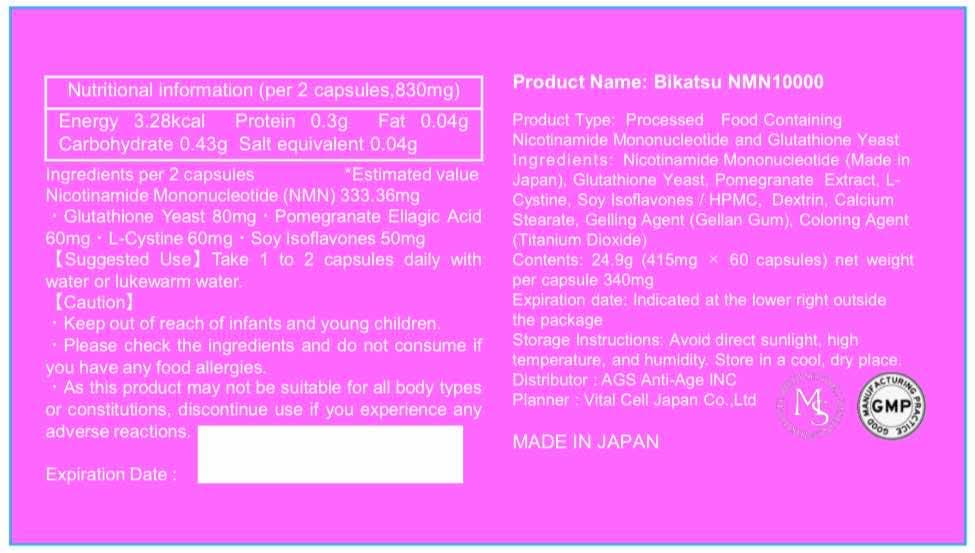 Nutritional information (per 2 capsules,830mg)
Energy 3.28kcal Protein 0.3g Fat 0.04g
Carbohydrate 0.43g Salt equivalent 0.04g
Ingredients per 2 capsules *Estimated value
Nicotinamide Mononucleotide (NMN) 333.36mg
・Glutathione Yeast 80mg・Pomegranate Ellagic Acid
60mg・L-Cystine 60mg・Soy Isoflavones 50mg
【Suggested Use】Take 1 to 2 capsules daily with
water or lukewarm water.
【Caution】
・Keep out of reach of infants and young children.
・Please check the ingredients and do not consume if
you have any food allergies.
・As this product may not be suitable for all body types
or constitutions, discontinue use if you experience any
adverse reactions.
Expiration Date :
Product Name: Bikatsu NMN10000
Product Type: Processed Food Containing
Nicotinamide Mononucleotide and Glutathione Yeast
Ingredients: Nicotinamide Mononucleotide (Made in
Japan), Glutathione Yeast, Pomegranate Extract, L-
Cystine, Soy Isoflavones / HPMC, Dextrin, Calcium
Stearate, Gelling Agent (Gellan Gum), Coloring Agent
(Titanium Dioxide)
Contents: 24.9g (415mg × 60 capsules) net weight
per capsule 340mg
Expiration date: Indicated at the lower right outside
the package
Storage Instructions: Avoid direct sunlight, high
temperature, and humidity. Store in a cool, dry place.
Distributor : AGS Anti-Age INC
Planner : Vital Cell Japan Co.,Ltd
MS
GOOD MANUFACTURING PRACTICE
GMP
MADE IN JAPAN